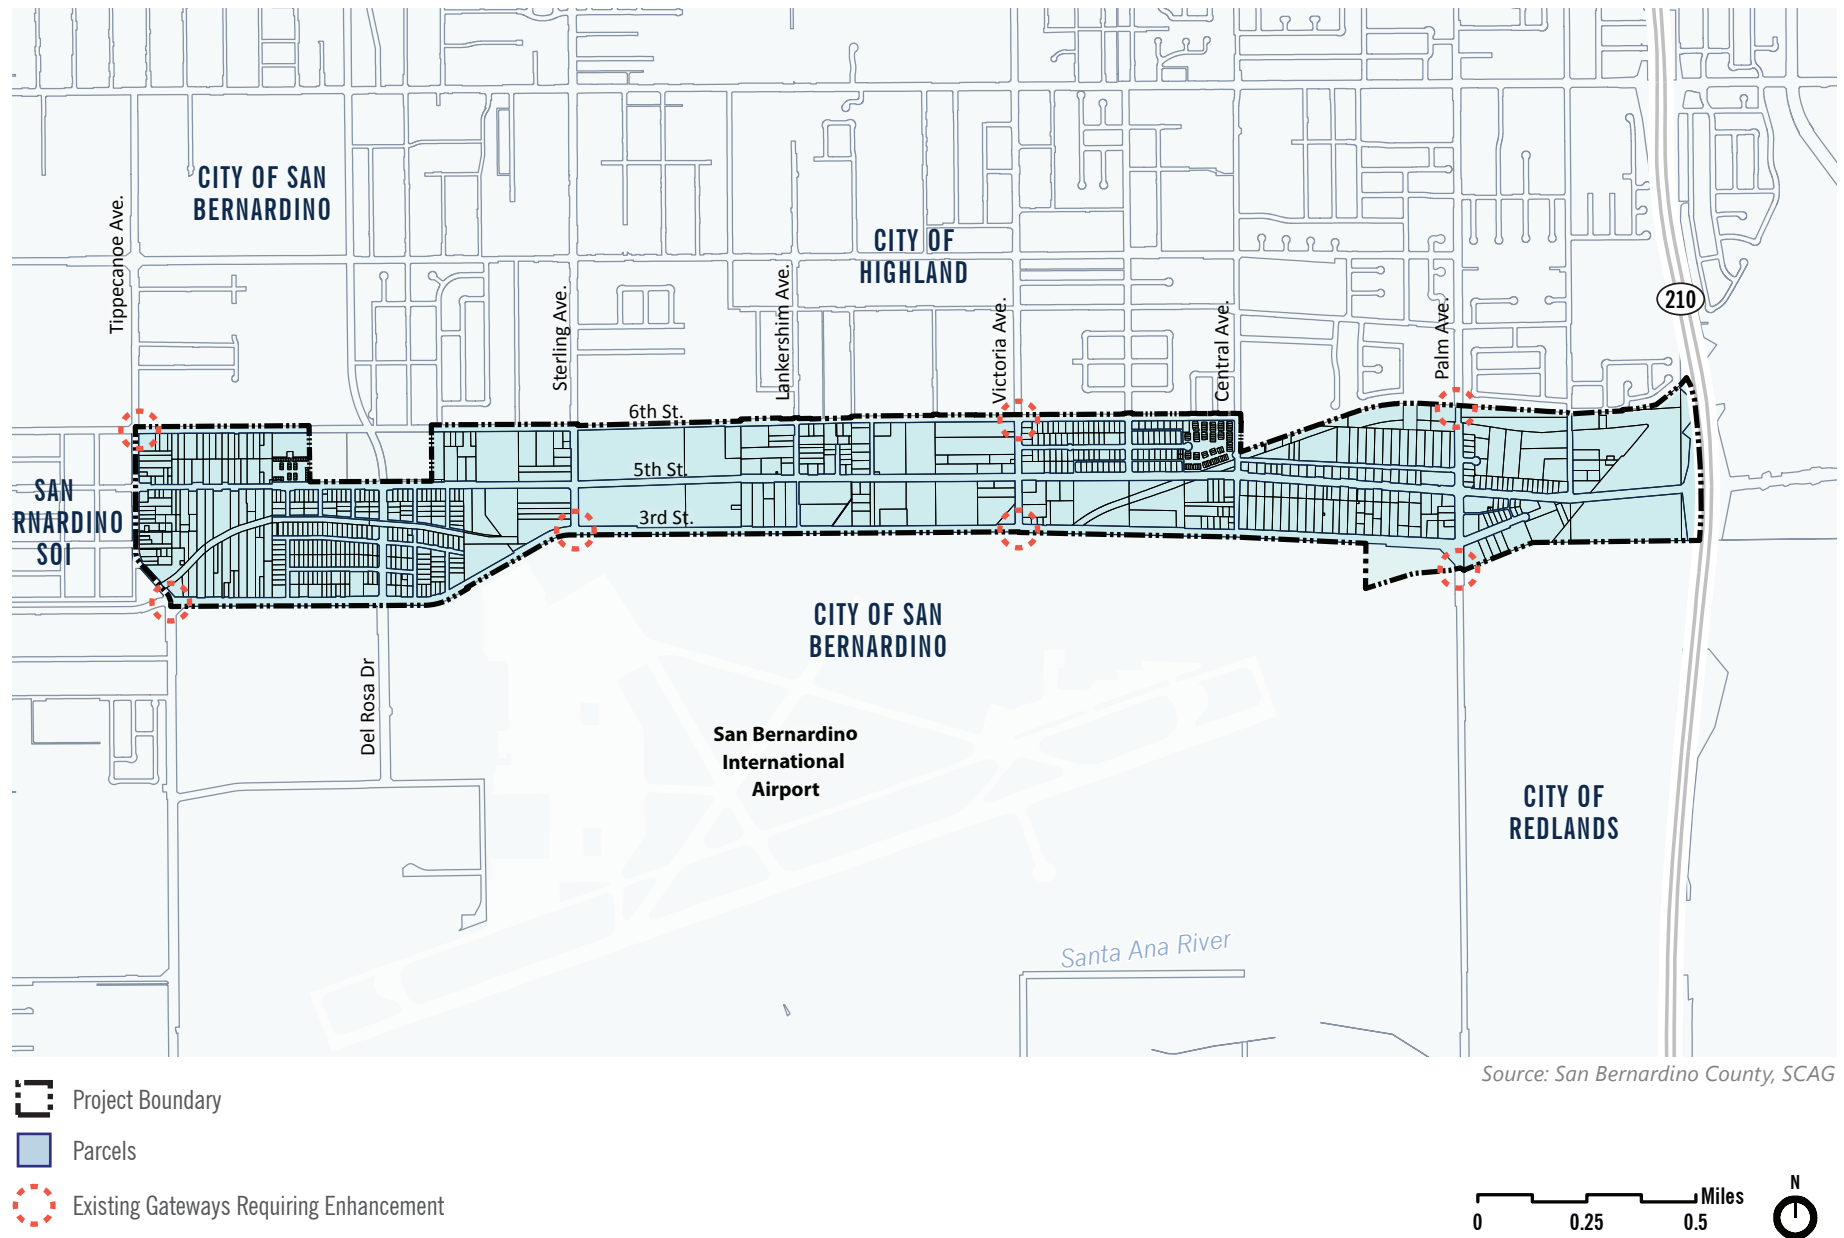 CITY OF SAN
BERNARDINO
Tippecanoe Ave.
CITY OF
HIGHLAND
Sterling Ave.
Lankershim Ave.
Victoria Ave.
Central Ave.
Palm Ave.
210
6th St.
5th St.
3rd St.
SAN
RNARDINO
SOI
CITY OF SAN
BERNARDINO
Del Rosa Dr
San Bernardino
International
Airport
CITY OF
REDLANDS
Santa Ana River
Source: San Bernardino County, SCAG
Project Boundary
Parcels
Existing Gateways Requiring Enhancement
Miles
0 0.25 0.5
N